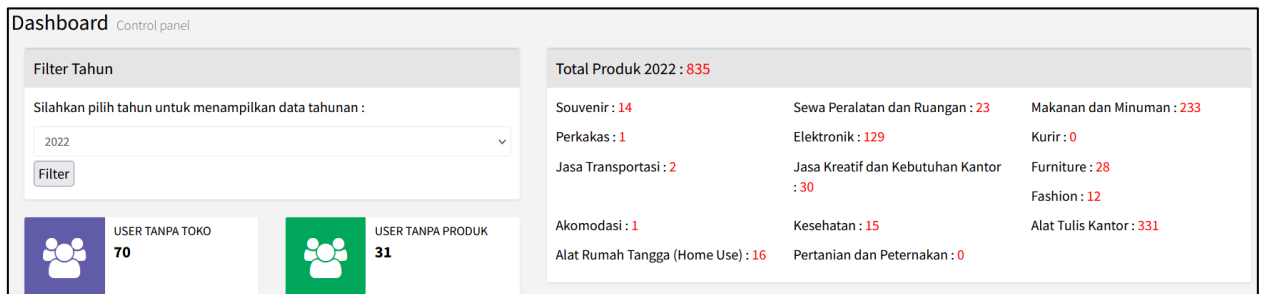 Dashboard Control panel
Filter Tahun
Silahkan pilih tahun untuk menampilkan data tahunan :
2022
Filter
USER TANPA TOKO
70
USER TANPA PRODUK
31
Total Produk 2022 : 835
Souvenir : 14
Sewa Peralatan dan Ruangan : 23
Makanan dan Minuman : 233
Perkakas : 1
Elektronik : 129
Kurir : 0
Jasa Transportasi : 2
Jasa Kreatif dan Kebutuhan Kantor
: 30
Furniture : 28
Fashion : 12
Akomodasi : 1
Kesehatan : 15
Alat Tulis Kantor : 331
Alat Rumah Tangga (Home Use) : 16
Pertanian dan Peternakan : 0